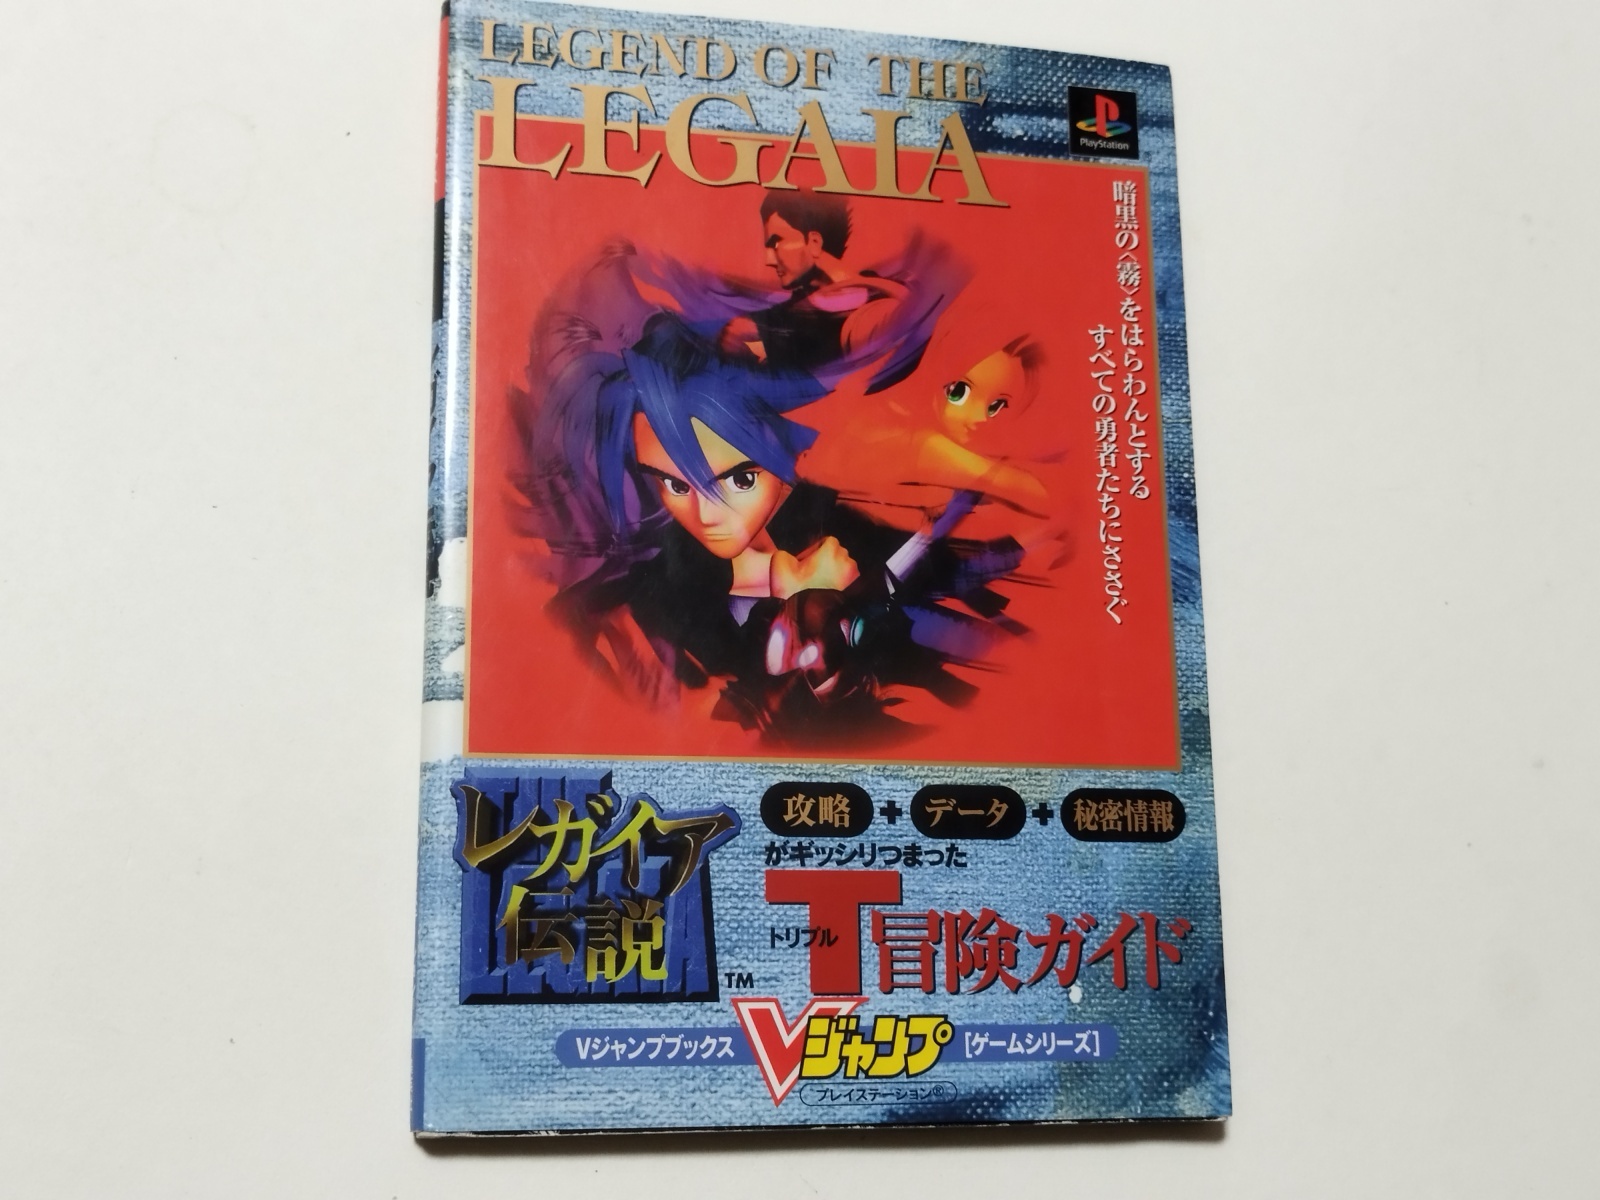 LEGEND OF THE
LEGAIA
PlayStation
暗黒の〈霧〉をはらわんとする
すべての勇者たちにささぐ
レガイア
伝説
TM
攻略+データ+秘密情報
がギッシリつまった
T冒険ガイド
トリプル
Vジャンプブックス
Vジャンプ
[ゲームシリーズ]
プレイステーション®